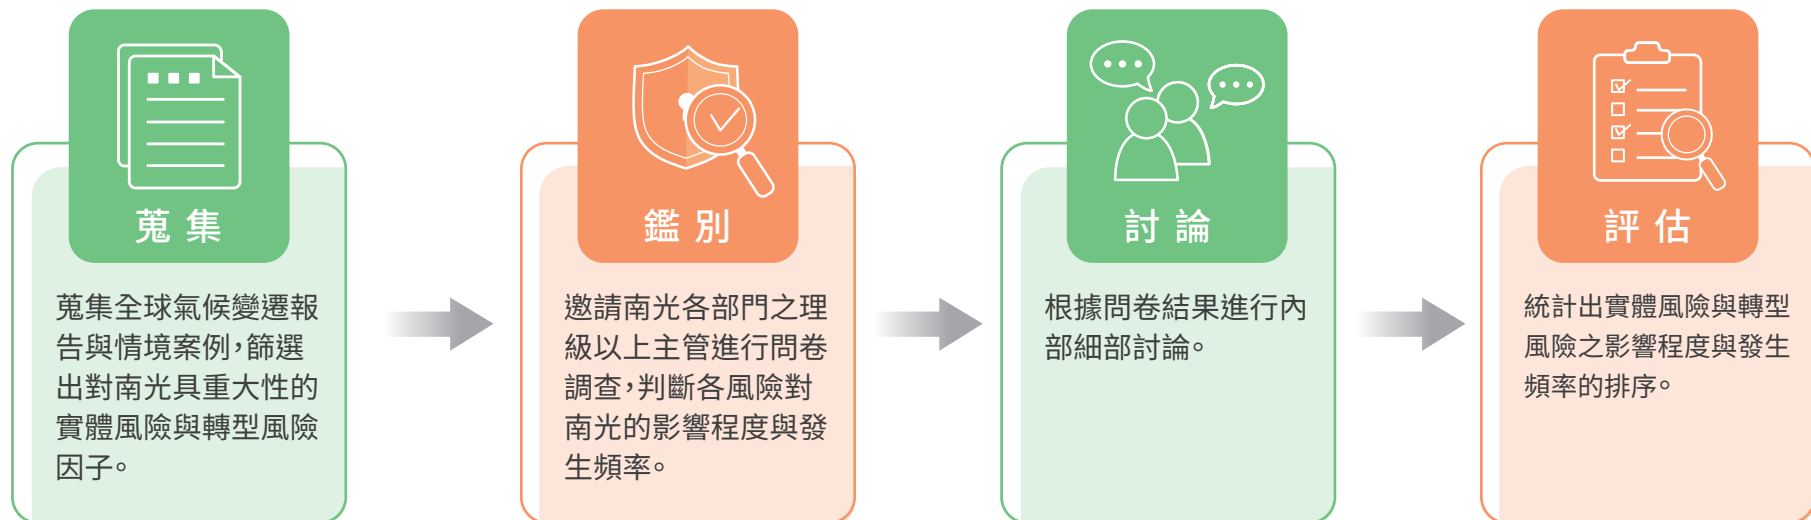 蒐集
蒐集全球氣候變遷報
告與情境案例，篩選
出對南光具重大性的
實體風險與轉型風險
因子。
鑑別
邀請南光各部門之理
級以上主管進行問卷
調查，判斷各風險對
南光的影響程度與發
生頻率。
討論
根據問卷結果進行內
部細部討論。
評估
統計出實體風險與轉型
風險之影響程度與發生
頻率的排序。